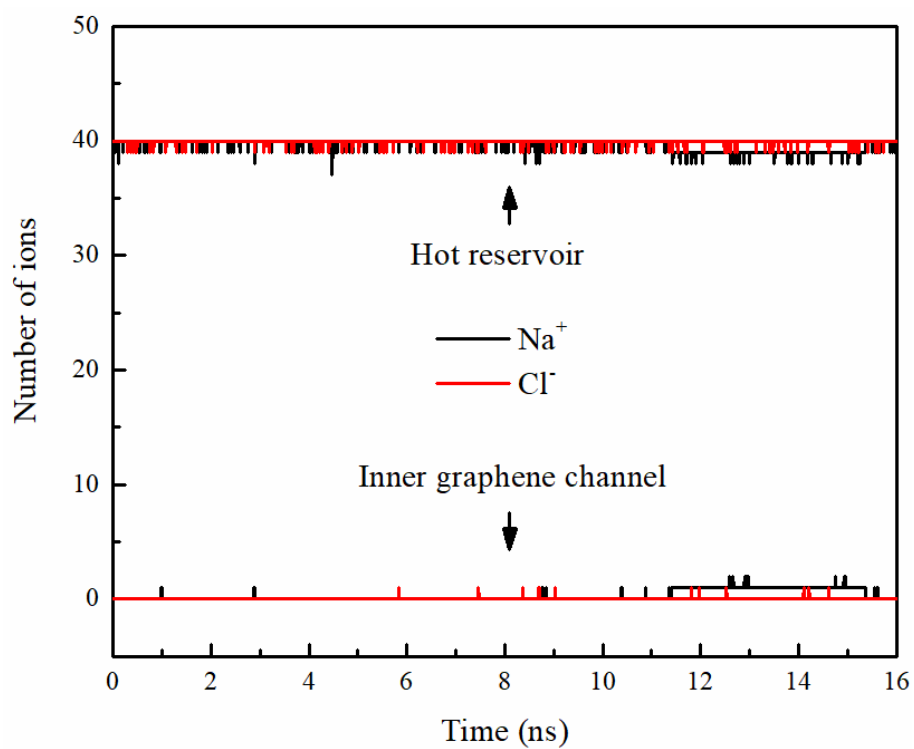 50
40
30
20
10
0
Number of ions
Hot reservoir
Na⁺
Cl⁻
Inner graphene channel
0 2 4 6 8 10 12 14 16
Time (ns)